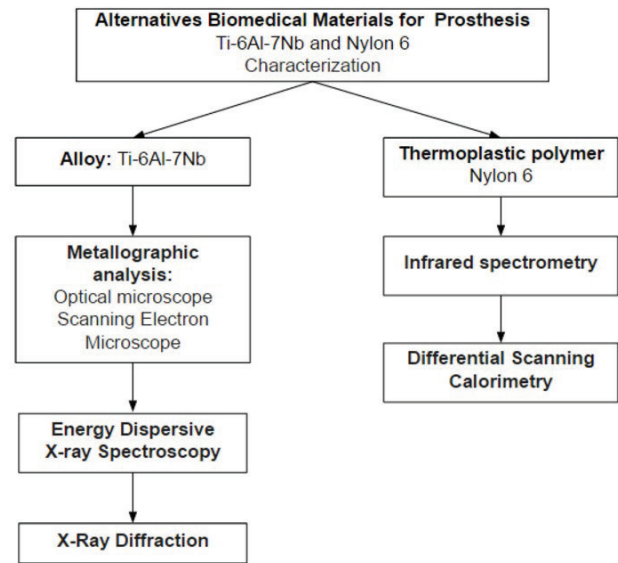 Alternatives Biomedical Materials for Prosthesis
Ti-6Al-7Nb and Nylon 6
Characterization
Alloy: Ti-6Al-7Nb
Thermoplastic polymer
Nylon 6
Metallographic
analysis:
Optical microscope
Scanning Electron
Microscope
Infrared spectrometry
Differential Scanning
Calorimetry
Energy Dispersive
X-ray Spectroscopy
X-Ray Diffraction